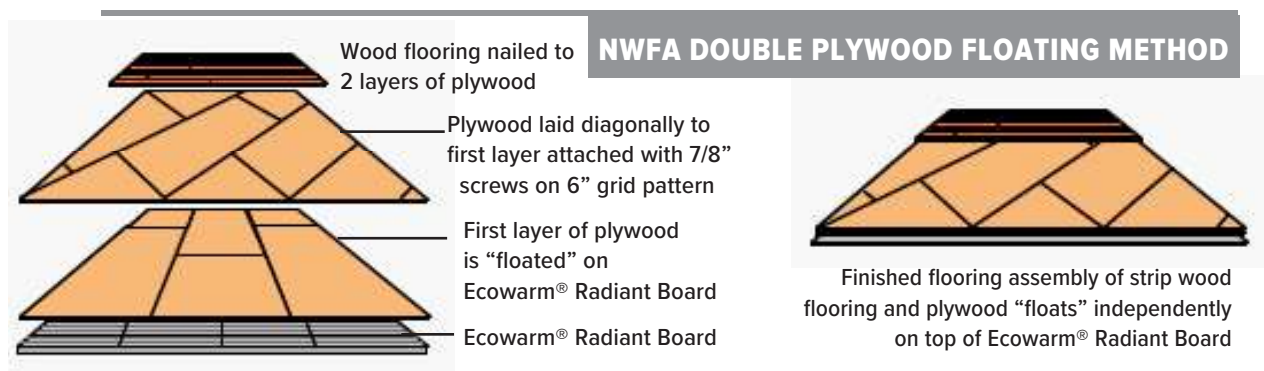 NWFA DOUBLE PLYWOOD FLOATING METHOD
Wood flooring nailed to
2 layers of plywood
Plywood laid diagonally to
first layer attached with 7/8”
screws on 6” grid pattern
First layer of plywood
is “floated” on
Ecowarm® Radiant Board
Ecowarm® Radiant Board
Finished flooring assembly of strip wood
flooring and plywood “floats” independently
on top of Ecowarm® Radiant Board